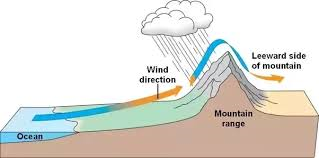 Leeward side
of mountain
Wind
direction
Mountain
range
Ocean